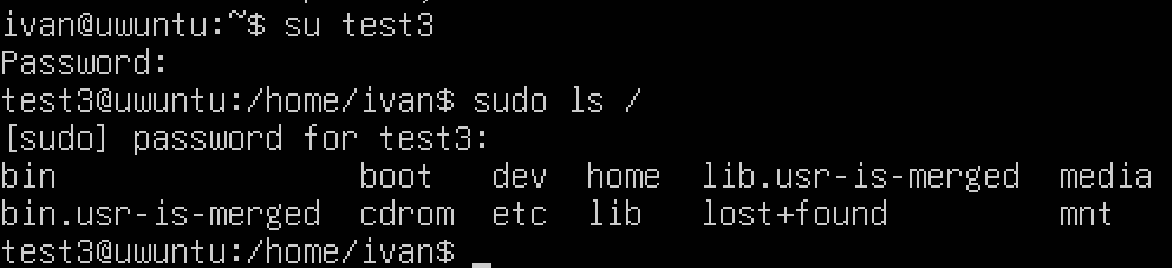 ivan@uwuntu:~$ su test3
Password:
test3@uwuntu:/home/ivan$ sudo ls /
[sudo] password for test3:
bin                boot   dev  home  lib.usr-is-merged  media
bin.usr-is-merged  cdrom  etc  lib   lost+found         mnt
test3@uwuntu:/home/ivan$ _